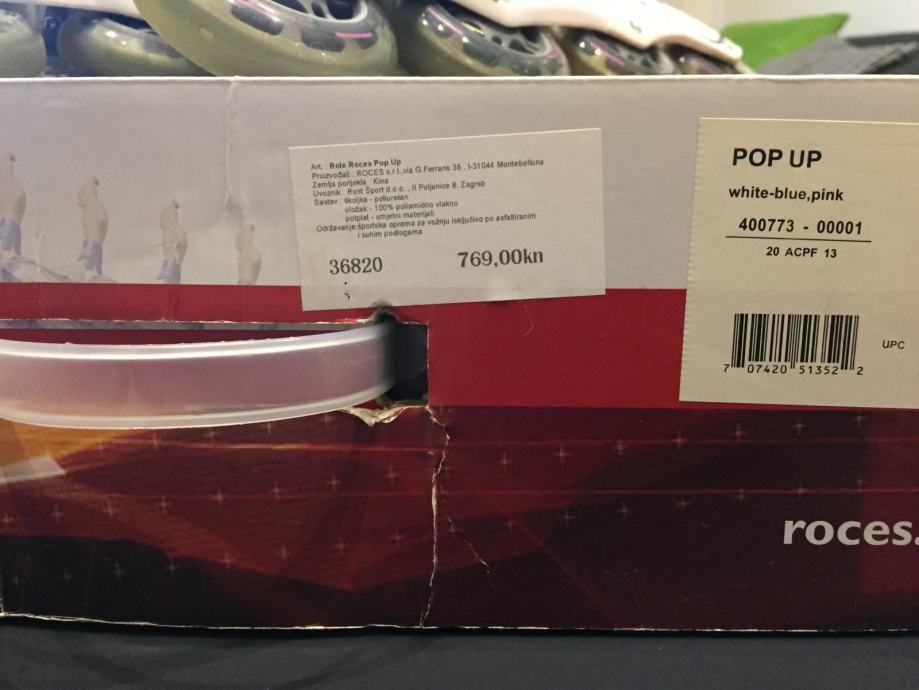 Art. : Role Roces Pop Up
Proizvođač : ROCES s.r.l.,via G.Ferraris 36 , I-31044 Montebelluna
Zemlja porijekla : Kina
Uvoznik : Rost Šport d.o.o. , II Poljanice 8, Zagreb
Sastav : školjka - poliuretan
uložak - 100% poliamidno vlakno
potplat - umjetni materijali
Održavanje:športska oprema za vožnju isključivo po asfaltiranim
i suhim podlogama
36820 769,00kn
POP UP
white-blue,pink
400773 - 00001
20 ACPF 13
UPC
7 07420 51352 2
roces.